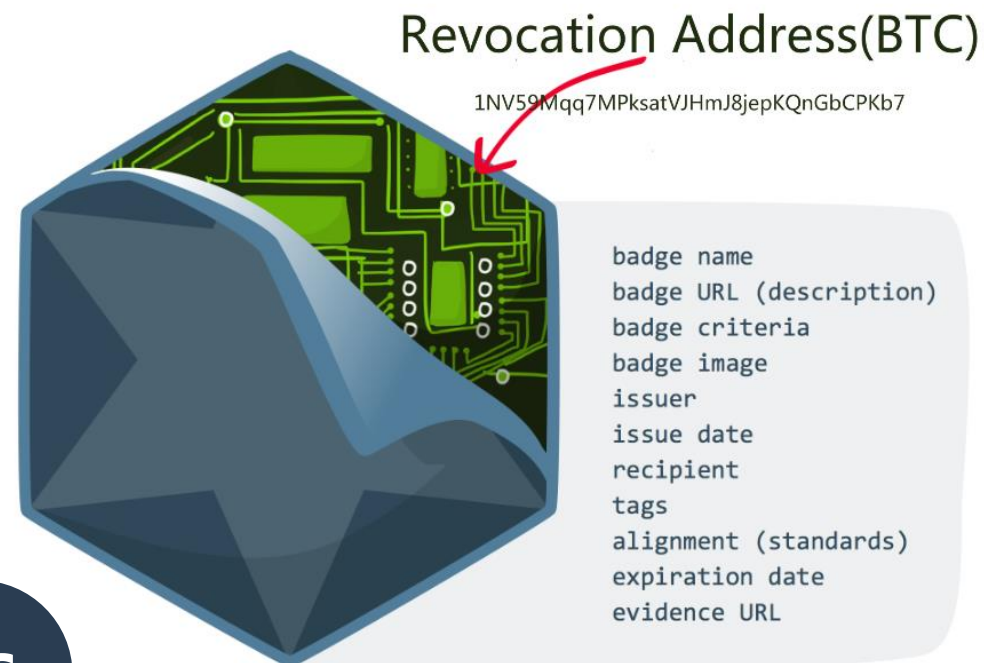 Revocation Address(BTC)
1NV59Mqq7MPksatVJHmJ8jepKQnGbCPKb7
badge name
badge URL (description)
badge criteria
badge image
issuer
issue date
recipient
tags
alignment (standards)
expiration date
evidence URL